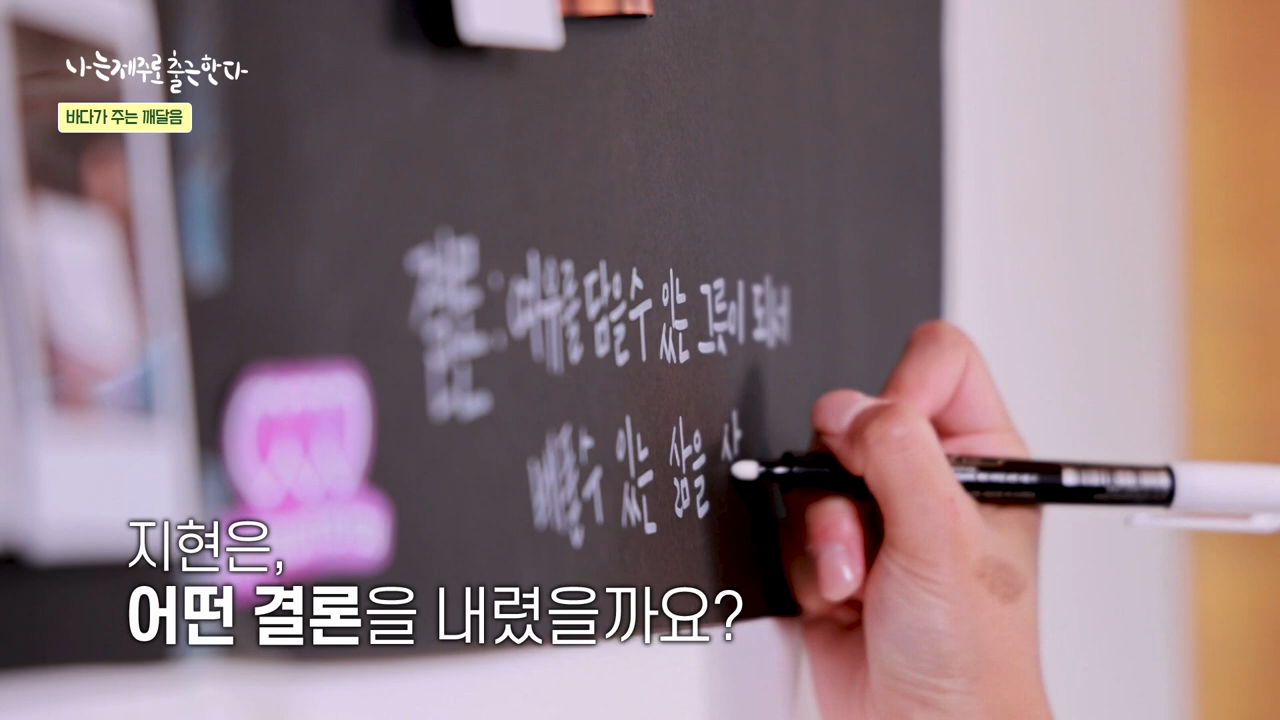 나는 제주로 출근한다
바다가 주는 깨달음
결론: 여유를 담을 수 있는 그릇이 되서
베풀 수 있는 삶을 사
지현은,
어떤 결론을 내렸을까요?